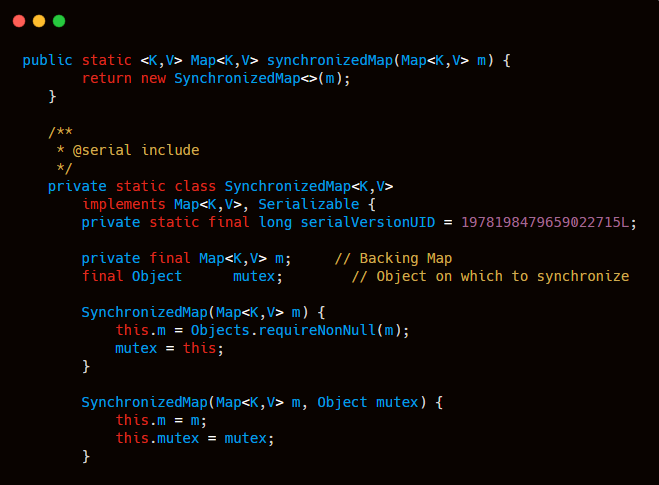 public static <K,V> Map<K,V> synchronizedMap(Map<K,V> m) {
return new SynchronizedMap<>(m);
}
/**
* @serial include
*/
private static class SynchronizedMap<K,V>
implements Map<K,V>, Serializable {
private static final long serialVersionUID = 1978198479659022715L;
private final Map<K,V> m;     // Backing Map
final Object      mutex;        // Object on which to synchronize
SynchronizedMap(Map<K,V> m) {
this.m = Objects.requireNonNull(m);
mutex = this;
}
SynchronizedMap(Map<K,V> m, Object mutex) {
this.m = m;
this.mutex = mutex;
}